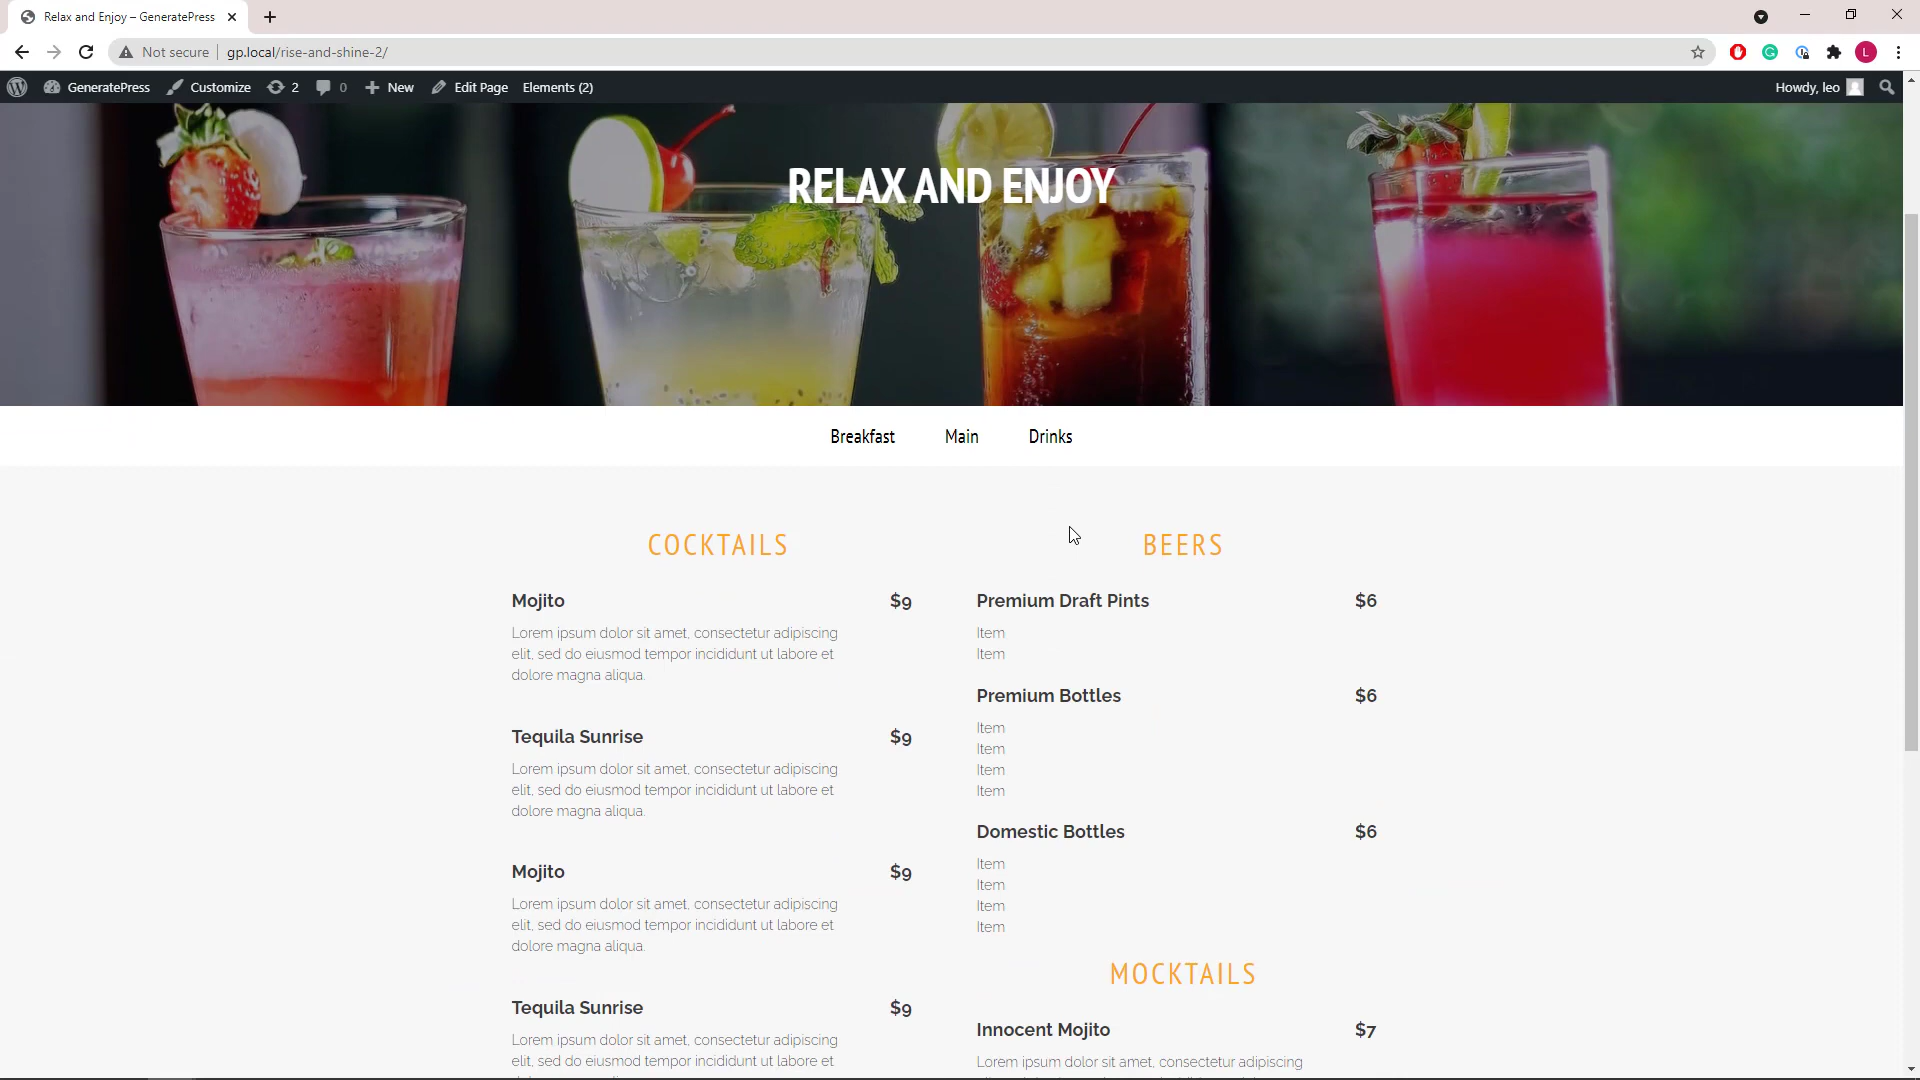 Relax and Enjoy – GeneratePress
Not secure
gp.local/rise-and-shine-2/
L
GeneratePress
Customize
2
0
New
Edit Page
Elements (2)
Howdy, leo
RELAX AND ENJOY
Breakfast
Main
Drinks
COCKTAILS
Mojito
$9
Lorem ipsum dolor sit amet, consectetur adipiscing
elit, sed do eiusmod tempor incididunt ut labore et
dolore magna aliqua.
Tequila Sunrise
$9
Lorem ipsum dolor sit amet, consectetur adipiscing
elit, sed do eiusmod tempor incididunt ut labore et
dolore magna aliqua.
Mojito
$9
Lorem ipsum dolor sit amet, consectetur adipiscing
elit, sed do eiusmod tempor incididunt ut labore et
dolore magna aliqua.
Tequila Sunrise
$9
Lorem ipsum dolor sit amet, consectetur adipiscing
elit, sed do eiusmod tempor incididunt ut labore et
BEERS
Premium Draft Pints
$6
Item
Item
Premium Bottles
$6
Item
Item
Item
Item
Domestic Bottles
$6
Item
Item
Item
Item
MOCKTAILS
Innocent Mojito
$7
Lorem ipsum dolor sit amet, consectetur adipiscing